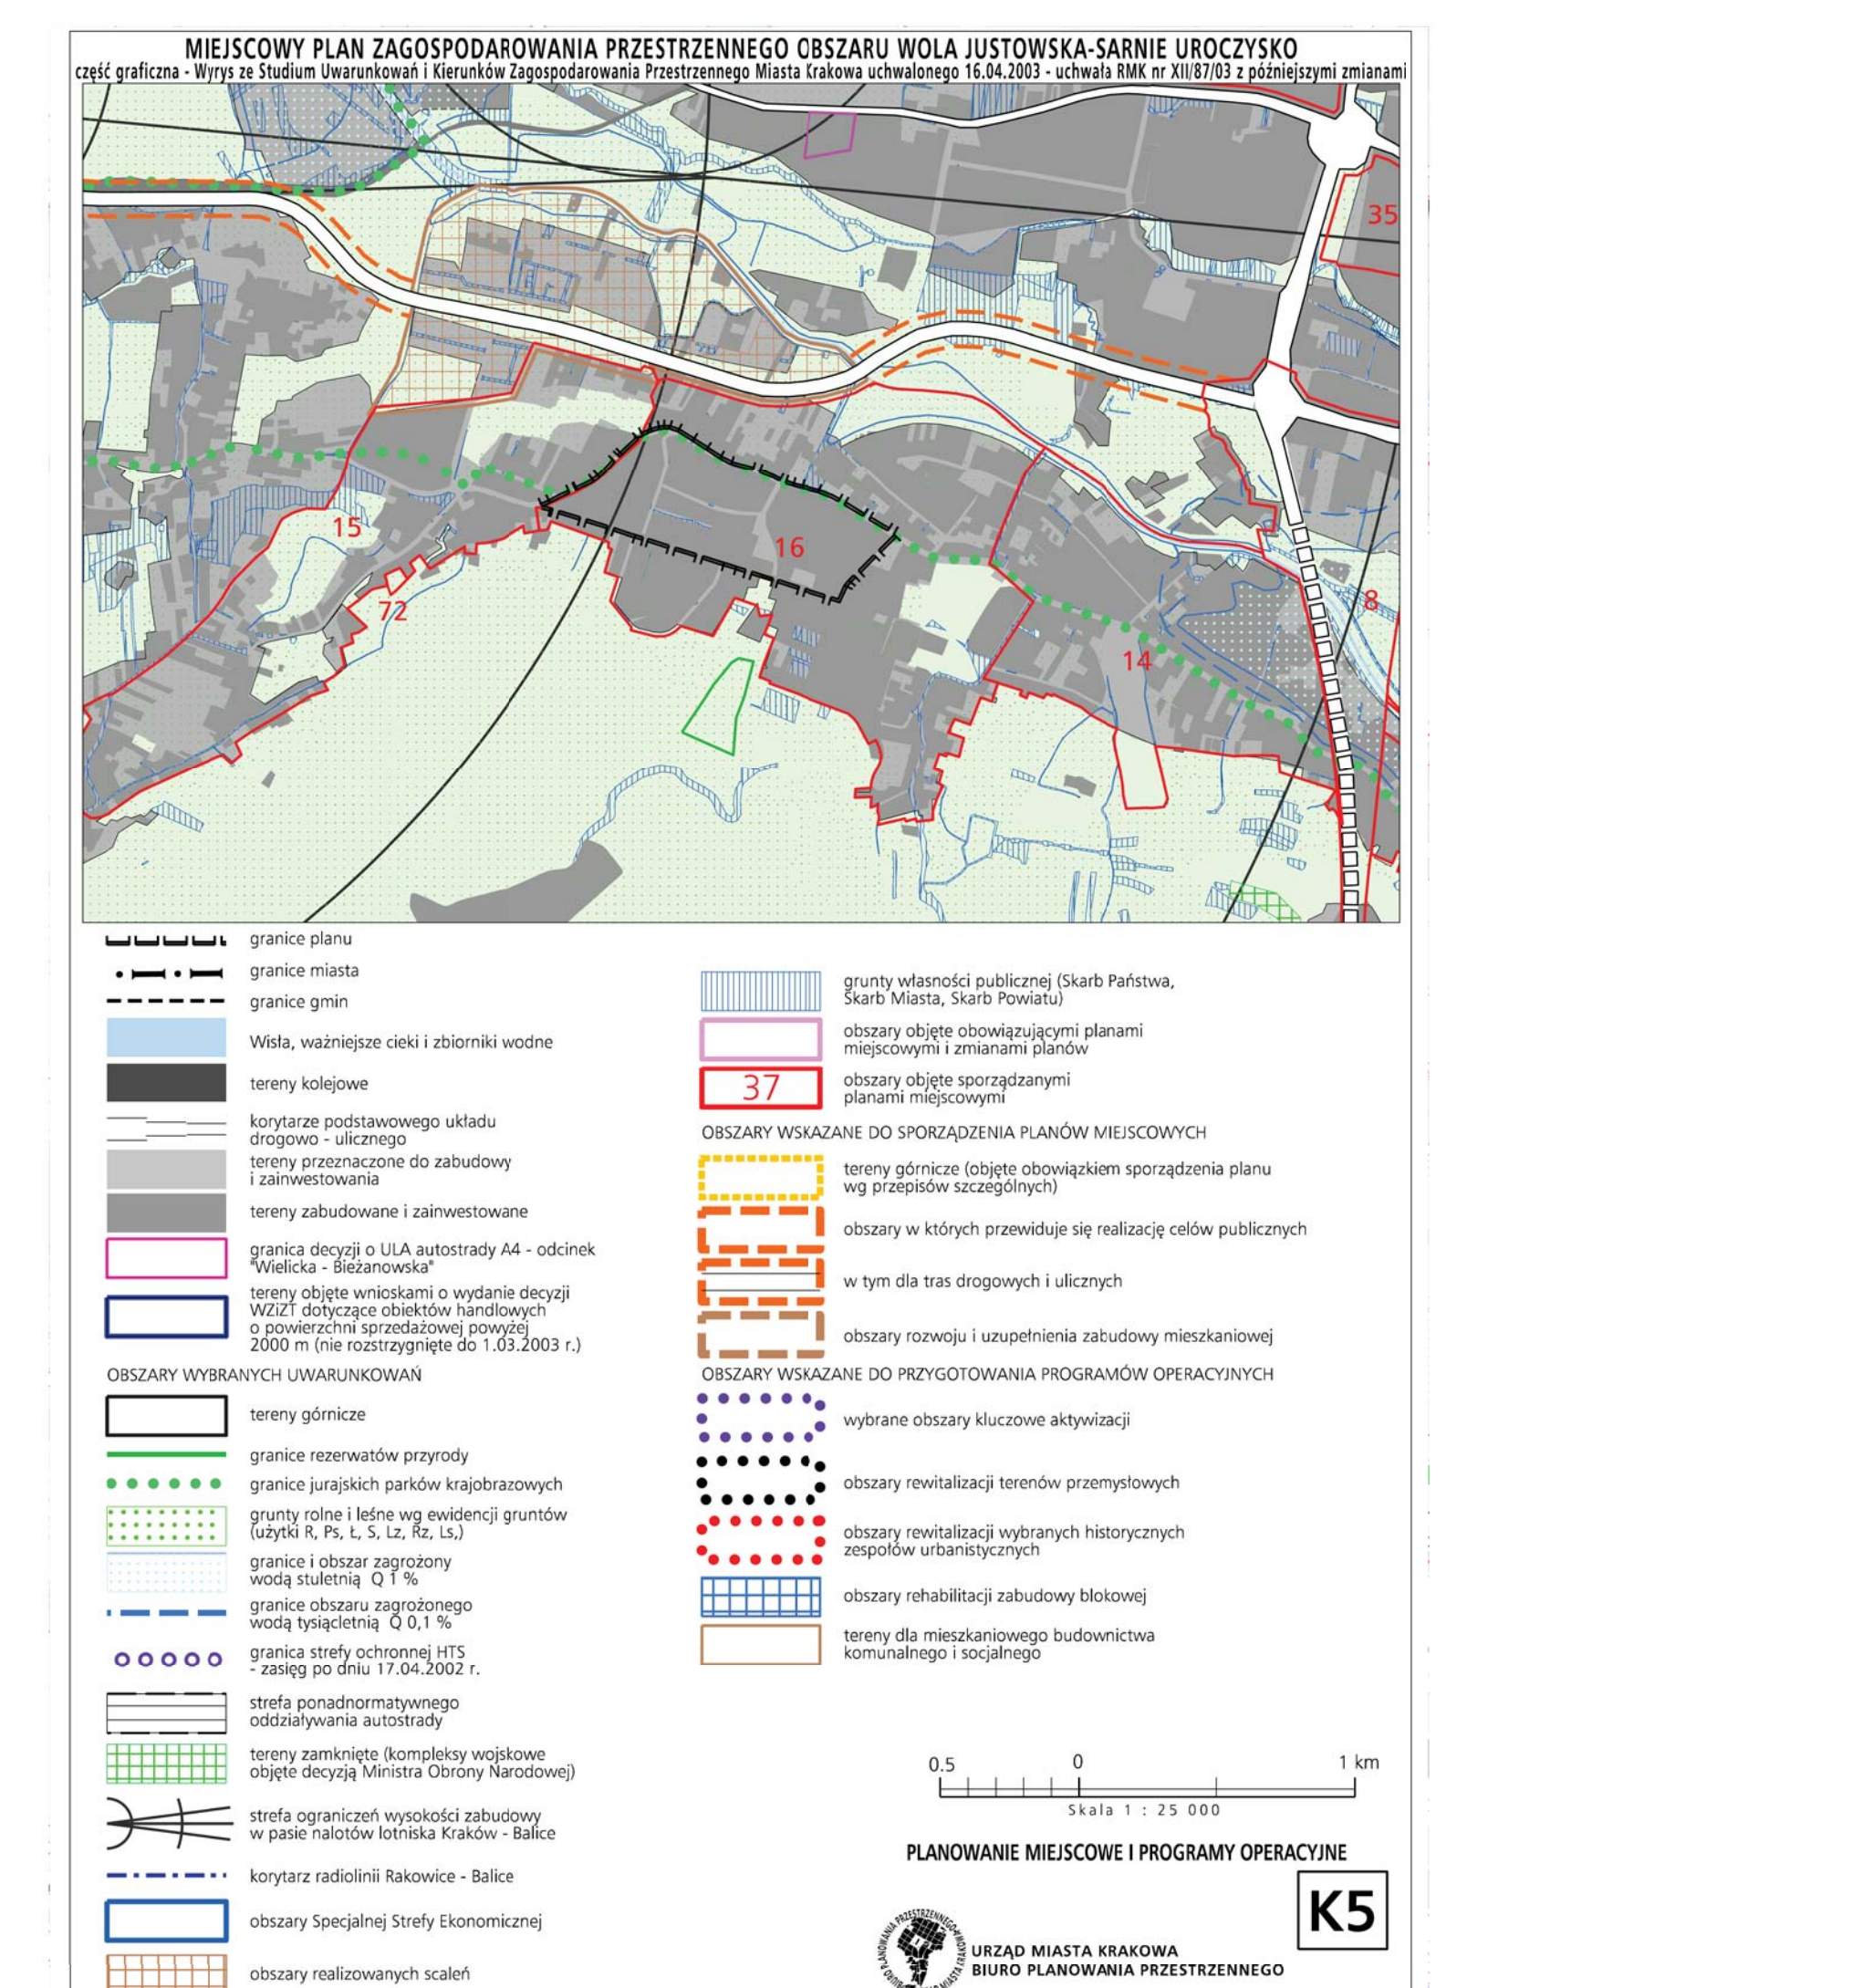 MIEJSCOWY PLAN ZAGOSPODAROWANIA PRZESTRZENNEGO OBSZARU WOLA JUSTOWSKA-SARNIE UROCZYSKO
część graficzna - Wyrys ze Studium Uwarunkowań i Kierunków Zagospodarowania Przestrzennego Miasta Krakowa uchwalonego 16.04.2003 - uchwała RMK nr XII/87/03 z późniejszymi zmianami
35
15
16
72
8
14
granice planu
granice miasta
granice gmin
Wisła, ważniejsze cieki i zbiorniki wodne
tereny kolejowe
korytarze podstawowego układu
drogowo - ulicznego
tereny przeznaczone do zabudowy
i zainwestowania
tereny zabudowane i zainwestowane
granica decyzji o ULA autostrady A4 - odcinek
"Wielicka - Bieżanowska"
tereny objęte wnioskami o wydanie decyzji
WZiZT dotyczące obiektów handlowych
o powierzchni sprzedażowej powyżej
2000 m (nie rozstrzygnięte do 1.03.2003 r.)
OBSZARY WYBRANYCH UWARUNKOWAŃ
tereny górnicze
granice rezerwatów przyrody
granice jurajskich parków krajobrazowych
grunty rolne i leśne wg ewidencji gruntów
(użytki R, Ps, Ł, S, Lz, Rz, Ls,)
granice i obszar zagrożony
wodą stuletnią Q 1 %
granice obszaru zagrożonego
wodą tysiącletnią Q 0,1 %
granica strefy ochronnej HTS
- zasięg po dniu 17.04.2002 r.
strefa ponadnormatywnego
oddziaływania autostrady
tereny zamknięte (kompleksy wojskowe
objęte decyzją Ministra Obrony Narodowej)
strefa ograniczeń wysokości zabudowy
w pasie nalotów lotniska Kraków - Balice
korytarz radiolinii Rakowice - Balice
obszary Specjalnej Strefy Ekonomicznej
obszary realizowanych scaleń
grunty własności publicznej (Skarb Państwa,
Skarb Miasta, Skarb Powiatu)
obszary objęte obowiązującymi planami
miejscowymi i zmianami planów
37
obszary objęte sporządzanymi
planami miejscowymi
OBSZARY WSKAZANE DO SPORZĄDZENIA PLANÓW MIEJSCOWYCH
tereny górnicze (objęte obowiązkiem sporządzenia planu
wg przepisów szczególnych)
obszary w których przewiduje się realizację celów publicznych
w tym dla tras drogowych i ulicznych
obszary rozwoju i uzupełnienia zabudowy mieszkaniowej
OBSZARY WSKAZANE DO PRZYGOTOWANIA PROGRAMÓW OPERACYJNYCH
wybrane obszary kluczowe aktywizacji
obszary rewitalizacji terenów przemysłowych
obszary rewitalizacji wybranych historycznych
zespołów urbanistycznych
obszary rehabilitacji zabudowy blokowej
tereny dla mieszkaniowego budownictwa
komunalnego i socjalnego
0.5 0 1 km
Skala 1 : 25 000
PLANOWANIE MIEJSCOWE I PROGRAMY OPERACYJNE
K5
URZĄD MIASTA KRAKOWA
BIURO PLANOWANIA PRZESTRZENNEGO